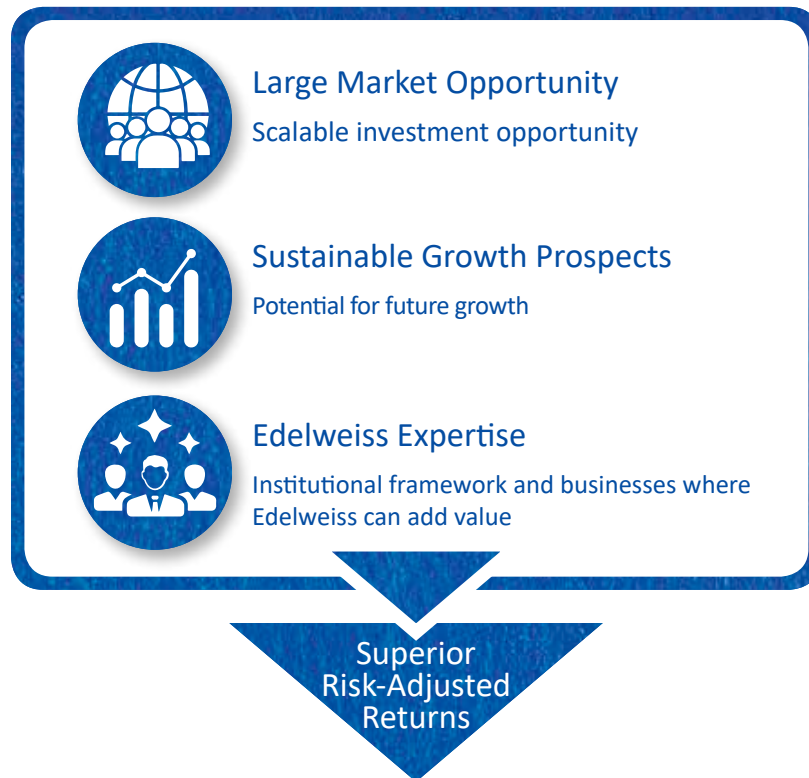 Large Market Opportunity
Scalable investment opportunity
Sustainable Growth Prospects
Potential for future growth
Edelweiss Expertise
Institutional framework and businesses where
Edelweiss can add value
Superior
Risk-Adjusted
Returns